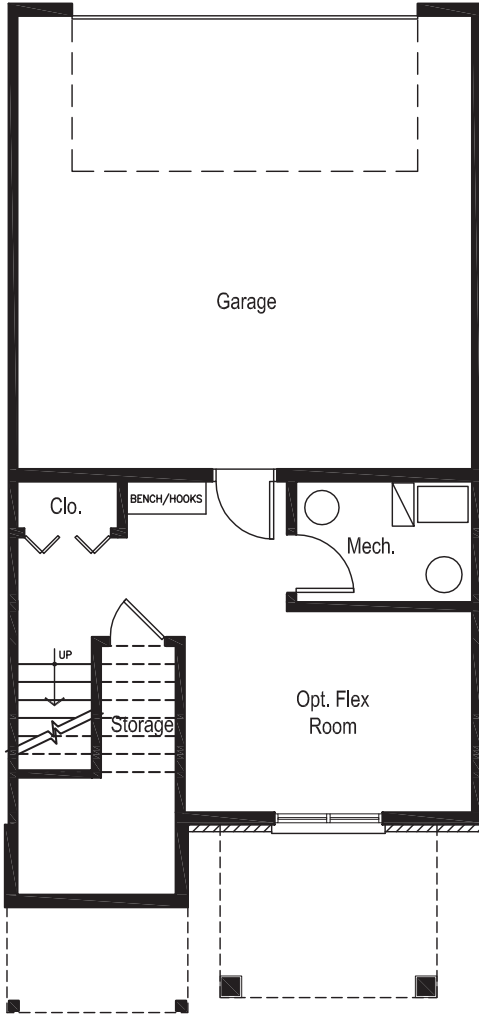 Garage
Clo.
BENCH/HOOKS
Mech.
UP
Storage
Opt. Flex
Room